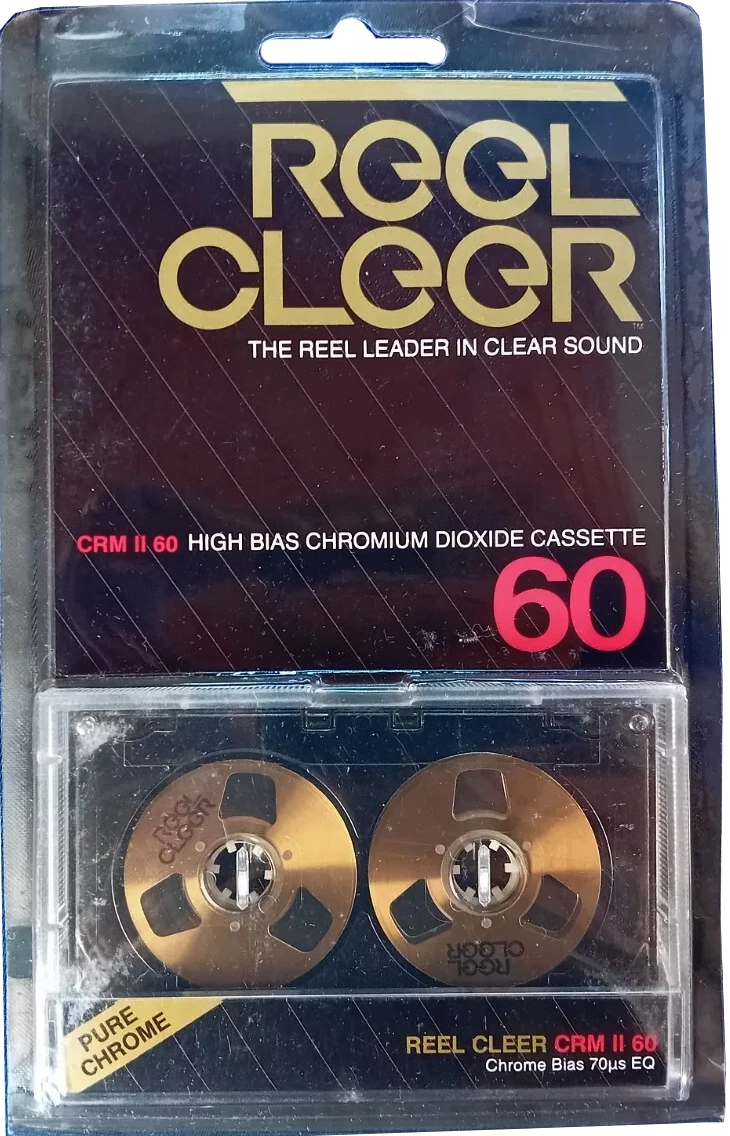 REEL
CLEER
TM
THE REEL LEADER IN CLEAR SOUND
CRM II 60 HIGH BIAS CHROMIUM DIOXIDE CASSETTE
60
REEL
CLEER
REEL
CLEER
PURE
CHROME
REEL CLEER CRM II 60
Chrome Bias 70µs EQ